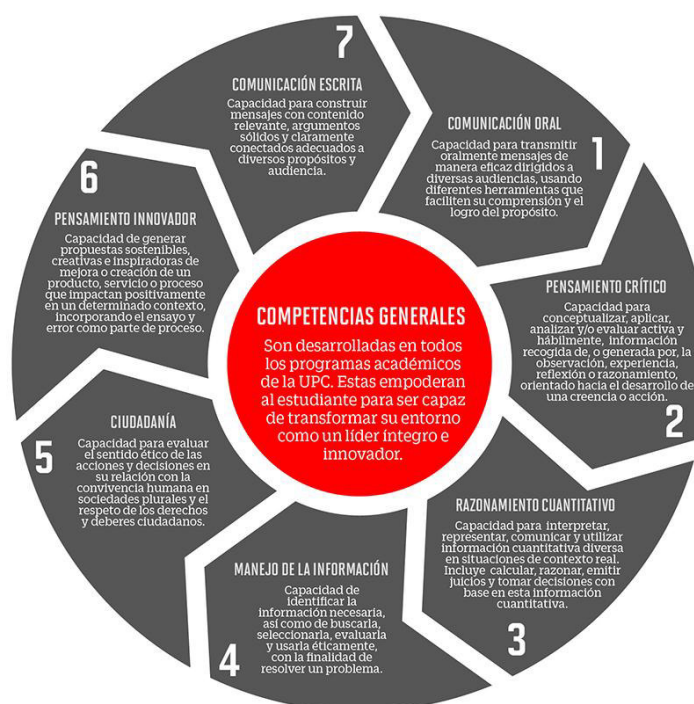 COMPETENCIAS GENERALES
Son desarrolladas en todos
los programas académicos
de la UPC. Estas empoderan
al estudiante para ser capaz
de transformar su entorno
como un líder íntegro e
innovador.
1
COMUNICACIÓN ORAL
Capacidad para transmitir
oralmente mensajes de
manera eficaz dirigidos a
diversas audiencias, usando
diferentes herramientas que
faciliten su comprensión y el
logro del propósito.
2
PENSAMIENTO CRÍTICO
Capacidad para
conceptualizar, aplicar,
analizar y/o evaluar activa y
hábilmente, información
recogida de, o generada por, la
observación, experiencia,
reflexión o razonamiento,
orientado hacia el desarrollo de
una creencia o acción.
3
RAZONAMIENTO CUANTITATIVO
Capacidad para interpretar,
representar, comunicar y utilizar
información cuantitativa diversa
en situaciones de contexto real.
Incluye calcular, razonar, emitir
juicios y tomar decisiones con
base en esta información
cuantitativa.
4
MANEJO DE LA INFORMACIÓN
Capacidad de
identificar la
información necesaria,
así como de buscarla,
seleccionarla, evaluarla
y usarla éticamente,
con la finalidad de
resolver un problema.
5
CIUDADANÍA
Capacidad para evaluar
el sentido ético de las
acciones y decisiones en
su relación con la
convivencia humana en
sociedades plurales y el
respeto de los derechos
y deberes ciudadanos.
6
PENSAMIENTO INNOVADOR
Capacidad de generar
propuestas sostenibles,
creativas e inspiradoras de
mejora o creación de un
producto, servicio o proceso
que impactan positivamente
en un determinado contexto,
incorporando el ensayo y
error como parte de proceso.
7
COMUNICACIÓN ESCRITA
Capacidad para construir
mensajes con contenido
relevante, argumentos
sólidos y claramente
conectados adecuados a
diversos propósitos y
audiencia.